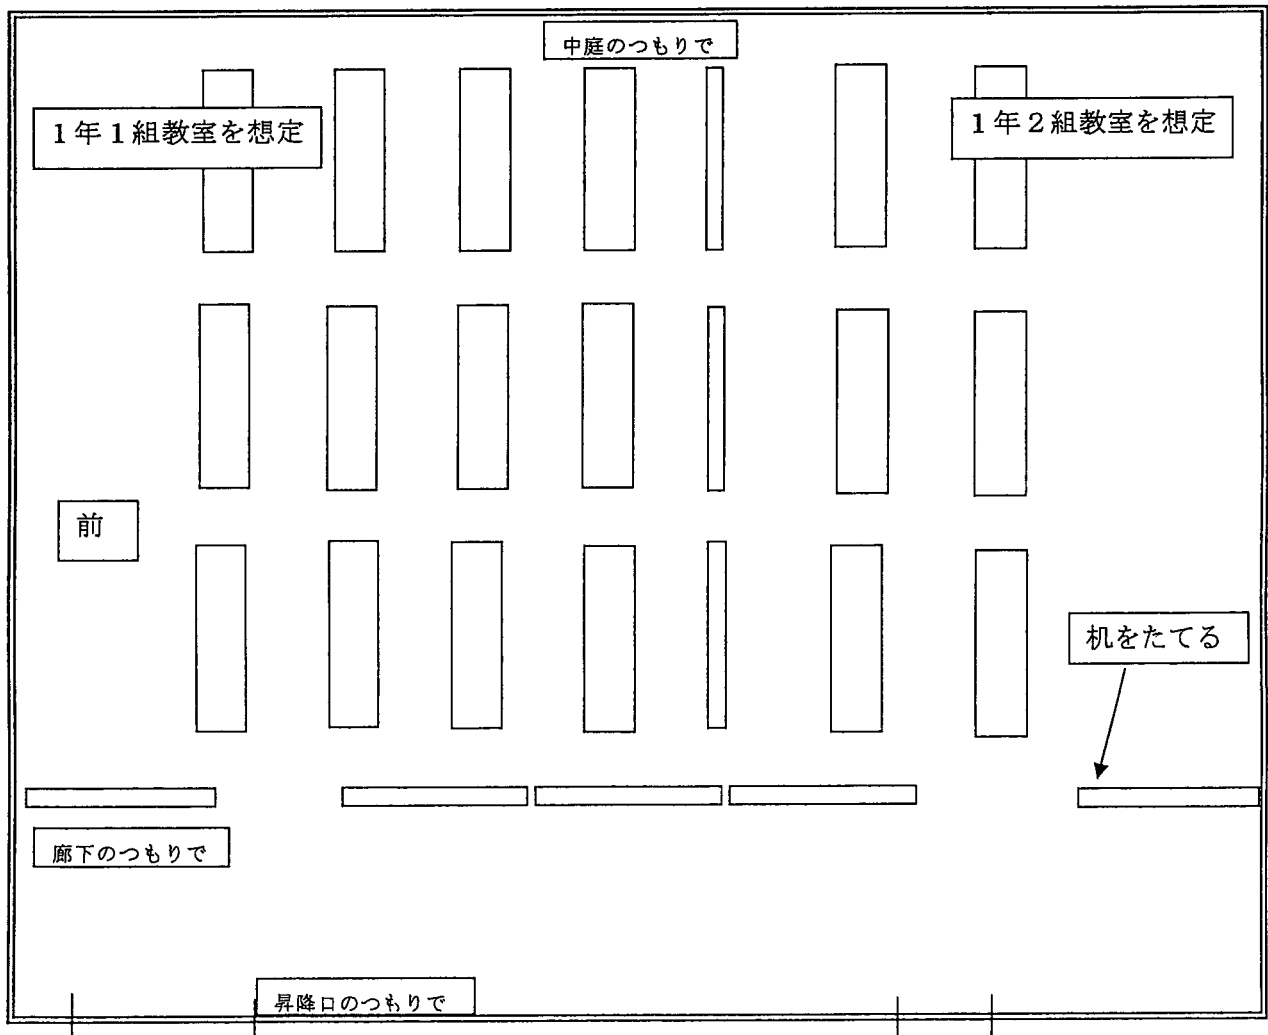 中庭のつもりで
１年１組教室を想定
１年２組教室を想定
前
机をたてる
廊下のつもりで
昇降口のつもりで